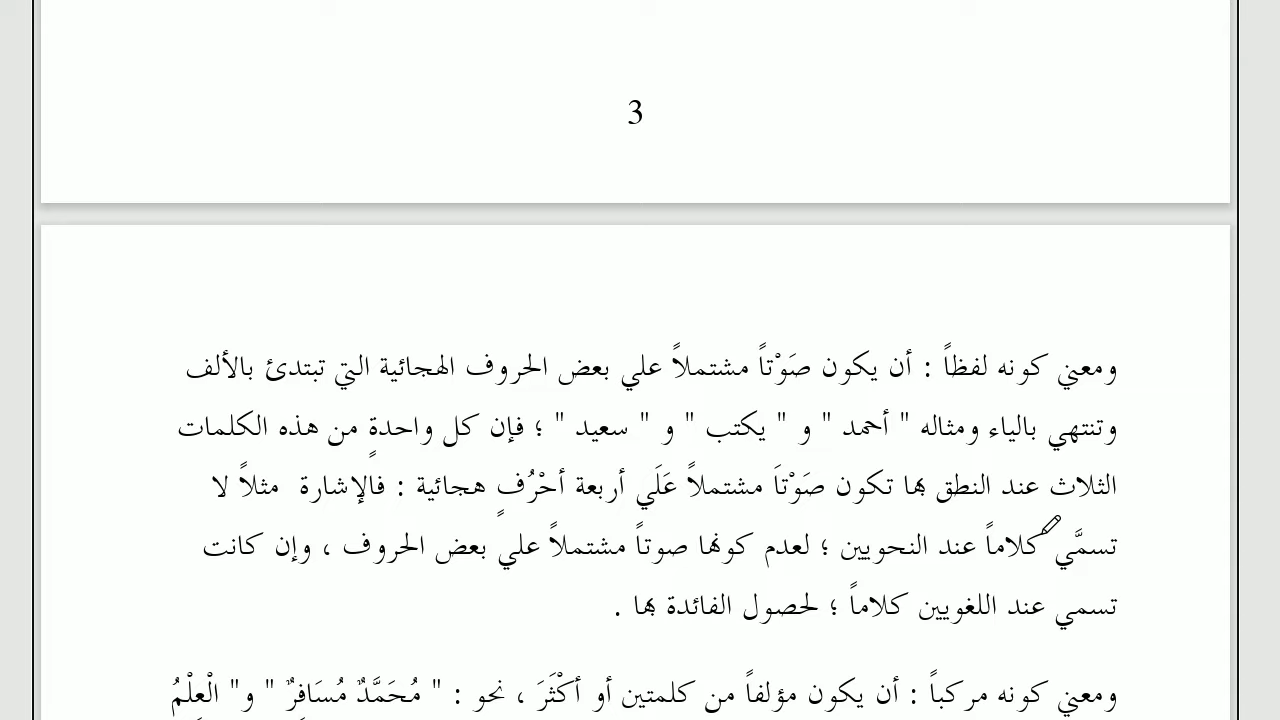 3
ومعني كونه لفظاً : أن يكون صَوْتاً مشتملاً علي بعض الحروف الهجائية التي تبتدئ بالألف
وتنتهي بالياء ومثاله " أحمد " و " يكتب " و " سعيد " ؛ فإن كل واحدةٍ من هذه الكلمات
الثلاث عند النطق بها تكون صَوْتاَ مشتملاً عَلَي أربعة أحْرُفٍ هجائية : فالإشارة مثلاً لا
تسمَّي كلاماً عند النحويين ؛ لعدم كونها صوتاً مشتملاً علي بعض الحروف ، وإن كانت
تسمي عند اللغويين كلاماً ؛ لحصول الفائدة بها .
ومعني كونه مركباً : أن يكون مؤلفاً من كلمتين أو أكْثَرَ ، نحو : " مُحَمَّدٌ مُسَافِرٌ " و" الْعِلْمُ